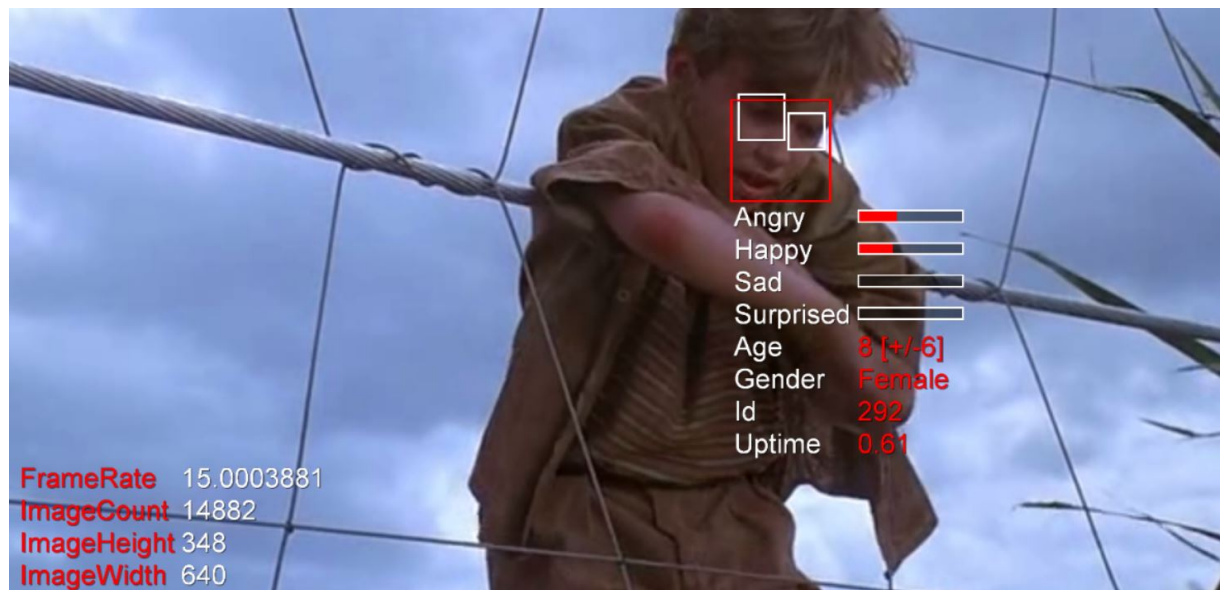 Angry
Happy
Sad
Surprised
Age 8 [+/-6]
Gender Female
Id 292
Uptime 0.61
FrameRate 15.0003881
ImageCount 14882
ImageHeight 348
ImageWidth 640